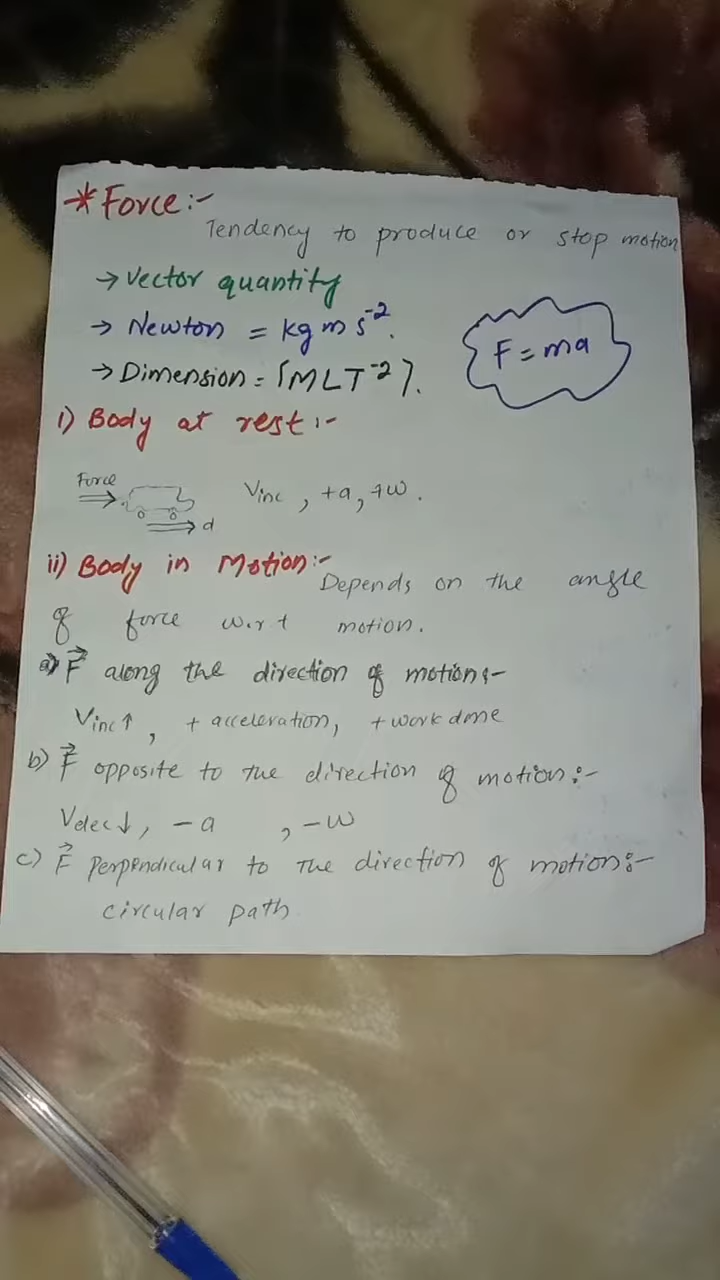 * Force:-
Tendency to produce or stop motion
→ Vector quantity
→ Newton = kg m s⁻².
F = ma
→ Dimension = [MLT⁻²].
i) Body at rest :-
Force
Vinc , +a, +w .
d
ii) Body in Motion:- Depends on the angle
of force w.r.t motion.
a) F⃗ along the direction of motion:-
Vinc↑ , + acceleration, + work done
b) F⃗ opposite to the direction of motion:-
Vdec↓ , -a , -w
c) F⃗ perpendicular to the direction of motion:-
circular path